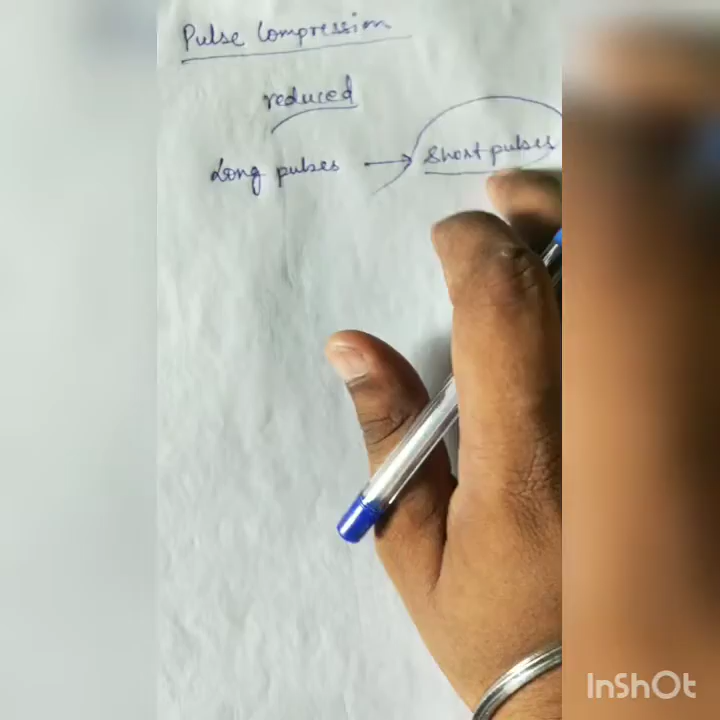 Pulse Compression
reduced
Long pulses → Short pulses
InShOt